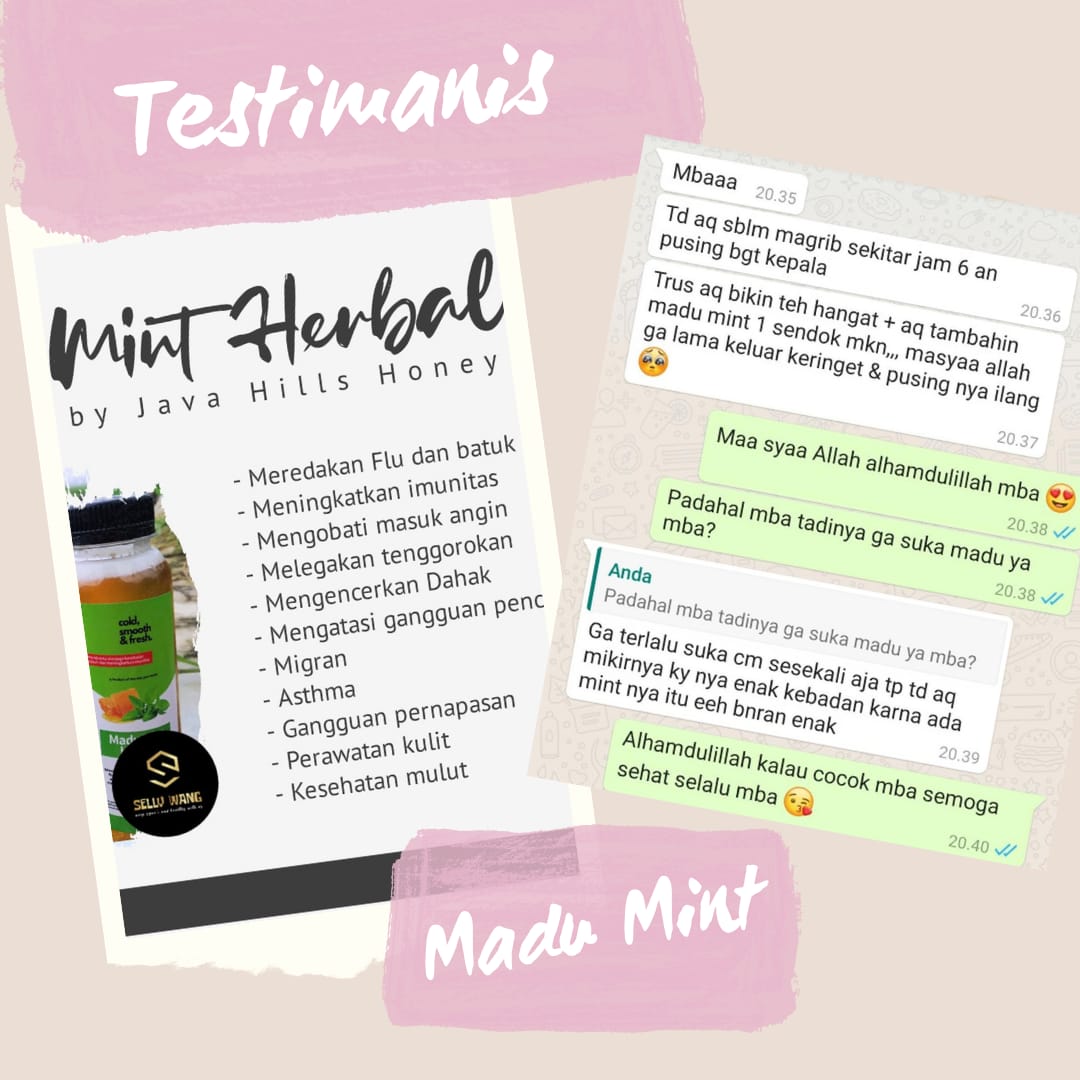 Testimanis
Mint Herbal
by Java Hills Honey
- Meredakan Flu dan batuk
- Meningkatkan imunitas
- Mengobati masuk angin
- Melegakan tenggorokan
- Mengencerkan Dahak
- Mengatasi gangguan penc
- Migran
- Asthma
- Gangguan pernapasan
- Perawatan kulit
- Kesehatan mulut
cold,
smooth
& fresh.
Madu
SELLY WANG
Mbaaa 20.35
Td aq sblm magrib sekitar jam 6 an
pusing bgt kepala
20.36
Trus aq bikin teh hangat + aq tambahin
madu mint 1 sendok mkn,,, masyaa allah
ga lama keluar keringet & pusing nya ilang
🥺
20.37
Maa syaa Allah alhamdulillah mba 😍
20.38
Padahal mba tadinya ga suka madu ya
mba?
20.38
Anda
Padahal mba tadinya ga suka madu ya mba?
Ga terlalu suka cm sesekali aja tp td aq
mikirnya ky nya enak kebadan karna ada
mint nya itu eeh bnran enak
20.39
Alhamdulillah kalau cocok mba semoga
sehat selalu mba 😘
20.40
Madu Mint